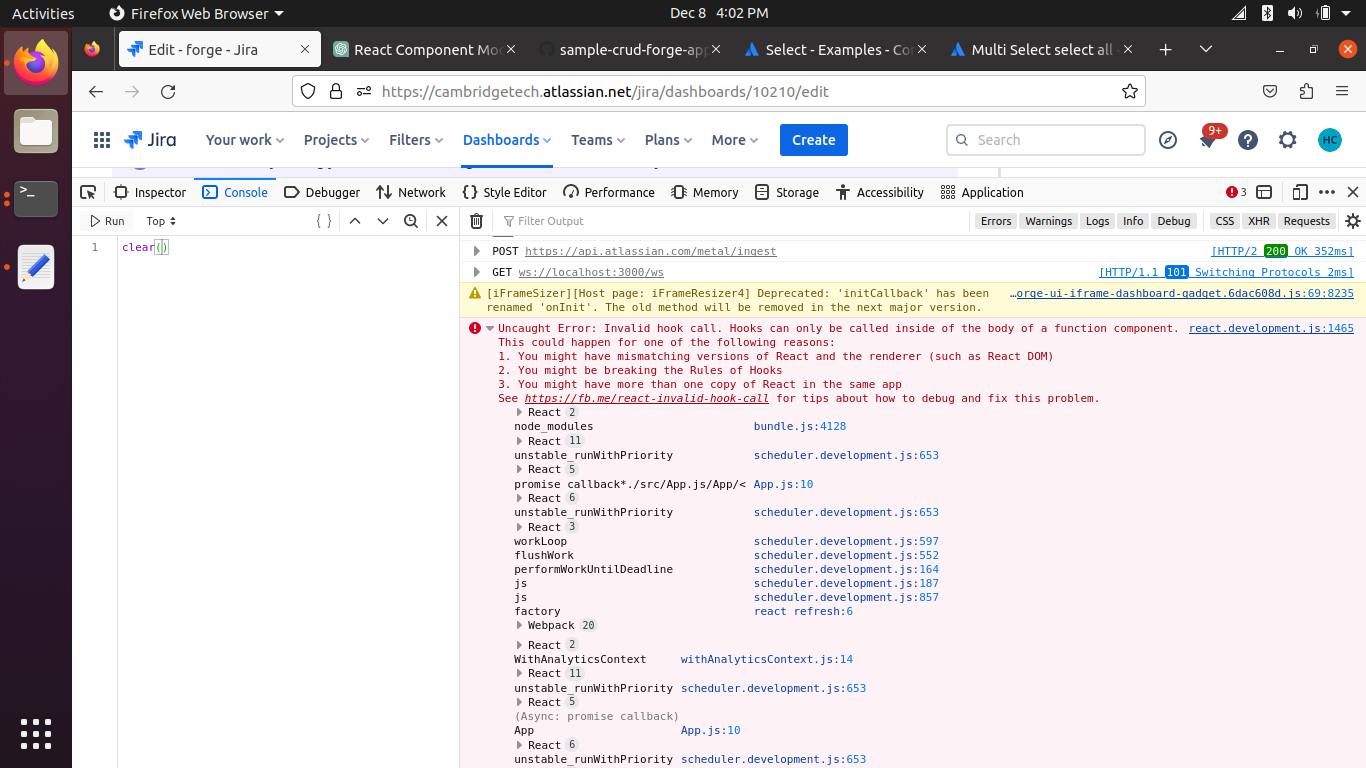 Activities Firefox Web Browser Dec 8 4:02 PM
Edit - forge - Jira React Component Mo sample-crud-forge-ap Select - Examples - Co Multi Select select all -
https://cambridgetech.atlassian.net/jira/dashboards/10210/edit
Jira Your work Projects Filters Dashboards Teams Plans More Create Search 9+ HC
Inspector Console Debugger Network Style Editor Performance Memory Storage Accessibility Application 3
Run Top { } Filter Output Errors Warnings Logs Info Debug CSS XHR Requests
1 clear()
POST https://api.atlassian.com/metal/ingest [HTTP/2 200 OK 352ms]
GET ws://localhost:3000/ws [HTTP/1.1 101 Switching Protocols 2ms]
[iFrameSizer][Host page: iFrameResizer4] Deprecated: 'initCallback' has been …orge-ui-iframe-dashboard-gadget.6dac608d.js:69:8235
renamed 'onInit'. The old method will be removed in the next major version.
Uncaught Error: Invalid hook call. Hooks can only be called inside of the body of a function component. react.development.js:1465
This could happen for one of the following reasons:
1. You might have mismatching versions of React and the renderer (such as React DOM)
2. You might be breaking the Rules of Hooks
3. You might have more than one copy of React in the same app
See https://fb.me/react-invalid-hook-call for tips about how to debug and fix this problem.
React 2
node_modules bundle.js:4128
React 11
unstable_runWithPriority scheduler.development.js:653
React 5
promise callback*./src/App.js/App/< App.js:10
React 6
unstable_runWithPriority scheduler.development.js:653
React 3
workLoop scheduler.development.js:597
flushWork scheduler.development.js:552
performWorkUntilDeadline scheduler.development.js:164
js scheduler.development.js:187
js scheduler.development.js:857
factory react refresh:6
Webpack 20
React 2
WithAnalyticsContext withAnalyticsContext.js:14
React 11
unstable_runWithPriority scheduler.development.js:653
React 5
(Async: promise callback)
App App.js:10
React 6
unstable_runWithPriority scheduler.development.js:653